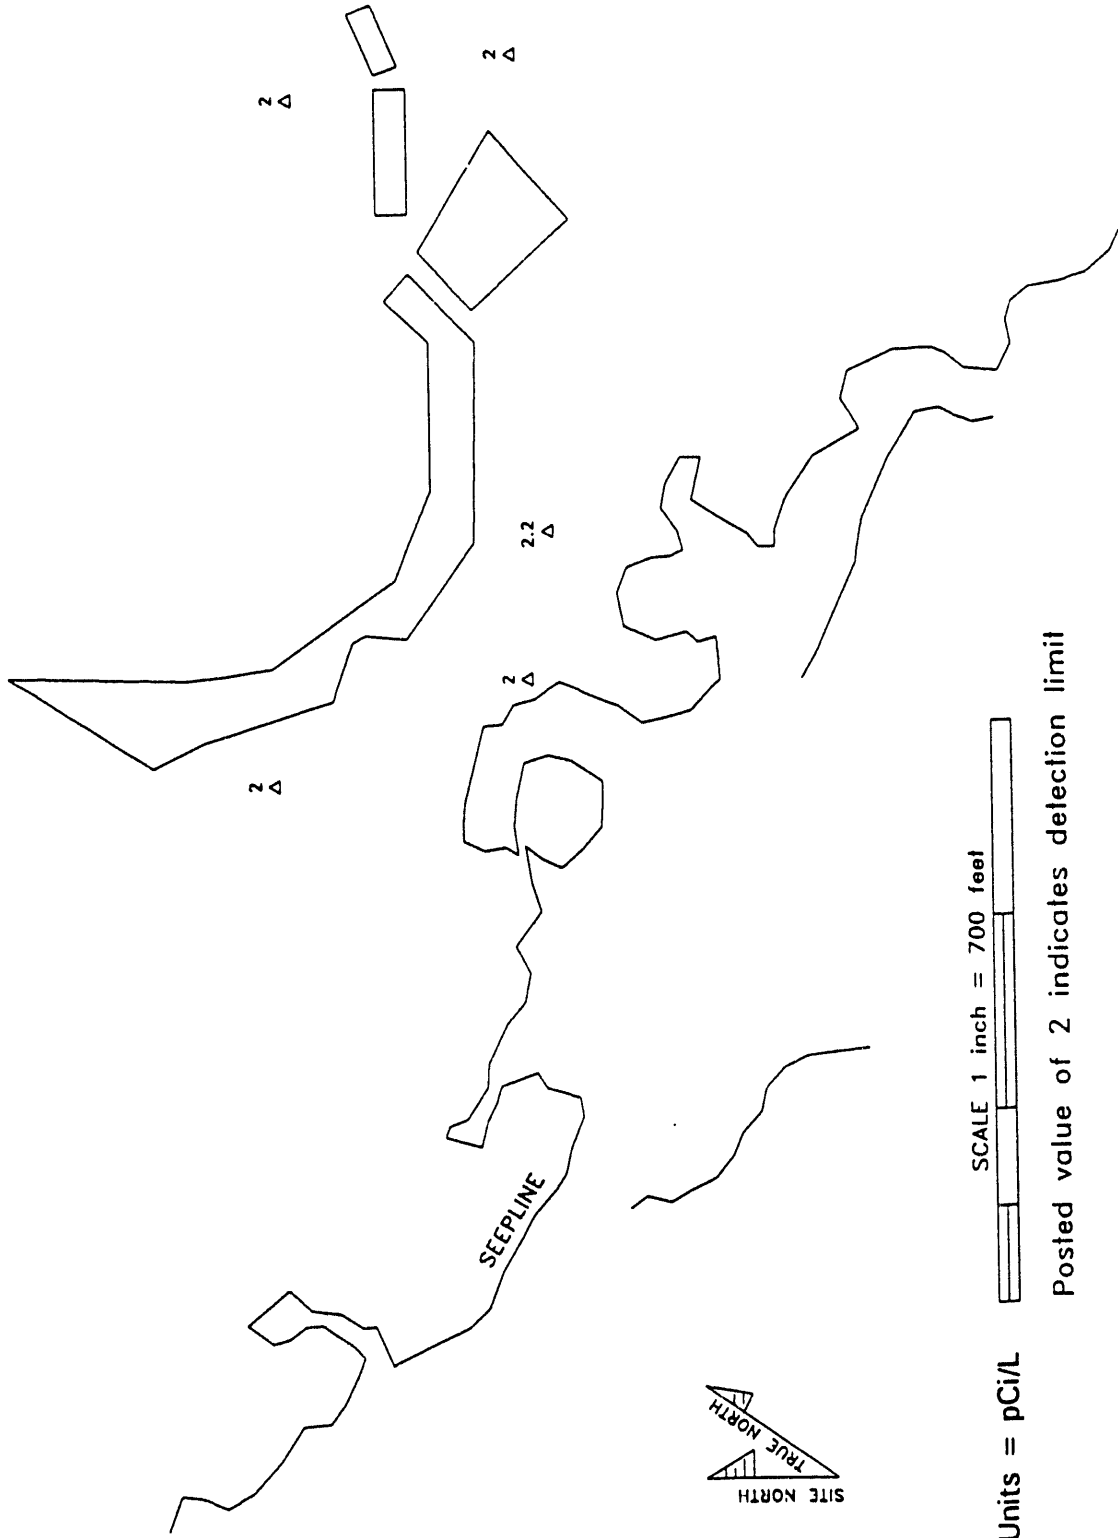 2
2
2.2
2
2
SEEPLINE
SITE NORTH
TRUE NORTH
SCALE 1 inch = 700 feet
Units = pCi/L
Posted value of 2 indicates detection limit